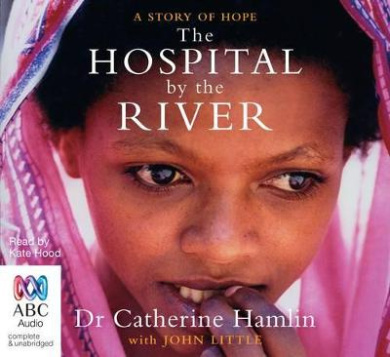 A STORY OF HOPE
The
HOSPITAL
by the
RIVER
Read by
Kate Hood
ABC
Audio
complete
& unabridged
Dr Catherine Hamlin
with JOHN LITTLE